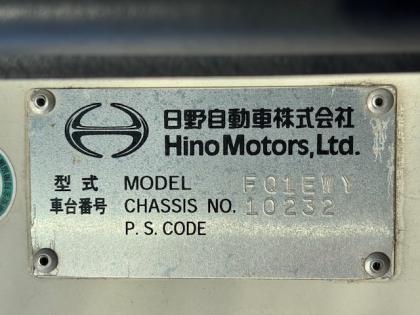 日野自動車株式会社
Hino Motors, Ltd.
型式 MODEL FQ1EWY
車台番号 CHASSIS NO. 10232
P. S. CODE